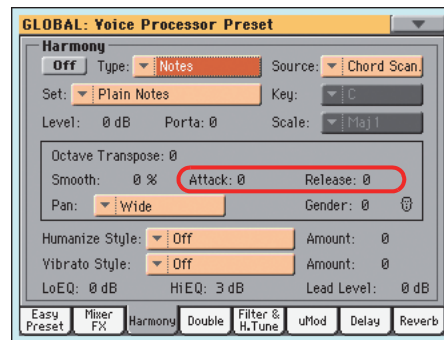 GLOBAL: Voice Processor Preset
Harmony
Off Type: Notes Source: Chord Scan.
Set: Plain Notes Key: C
Level: 0 dB Porta: 0 Scale: Maj1
Octave Transpose: 0
Smooth: 0 % Attack: 0 Release: 0
Pan: Wide Gender: 0
Humanize Style: Off Amount: 0
Vibrato Style: Off Amount: 0
LoEQ: 0 dB HiEQ: 3 dB Lead Level: 0 dB
Easy Preset Mixer FX Harmony Double Filter & H.Tune uMod Delay Reverb